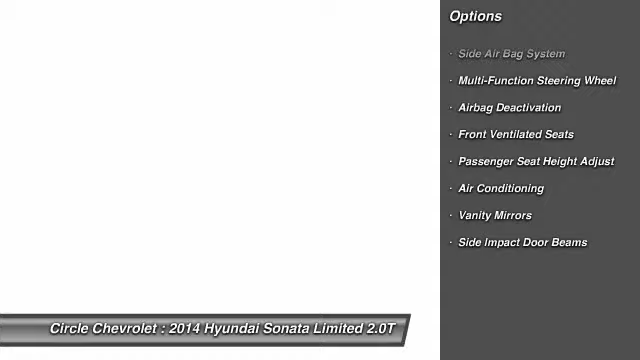 Options
· Side Air Bag System
· Multi-Function Steering Wheel
· Airbag Deactivation
· Front Ventilated Seats
· Passenger Seat Height Adjust
· Air Conditioning
· Vanity Mirrors
· Side Impact Door Beams
Circle Chevrolet : 2014 Hyundai Sonata Limited 2.0T